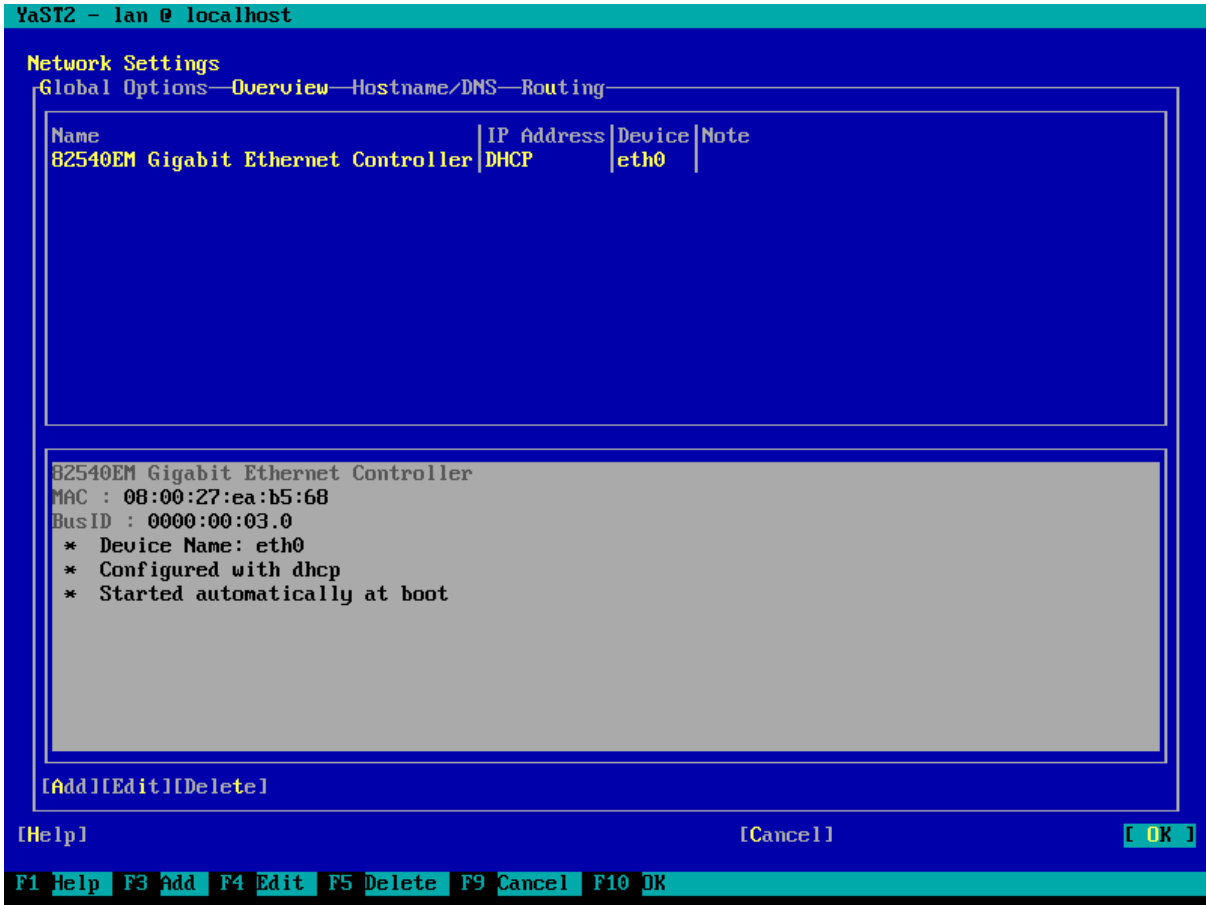 YaST2 - lan @ localhost
Network Settings
Global Options Overview Hostname/DNS Routing
Name IP Address Device Note
82540EM Gigabit Ethernet Controller DHCP eth0
82540EM Gigabit Ethernet Controller
MAC : 08:00:27:ea:b5:68
BusID : 0000:00:03.0
* Device Name: eth0
* Configured with dhcp
* Started automatically at boot
[Add][Edit][Delete]
[Help] [Cancel] [ OK ]
F1 Help F3 Add F4 Edit F5 Delete F9 Cancel F10 OK